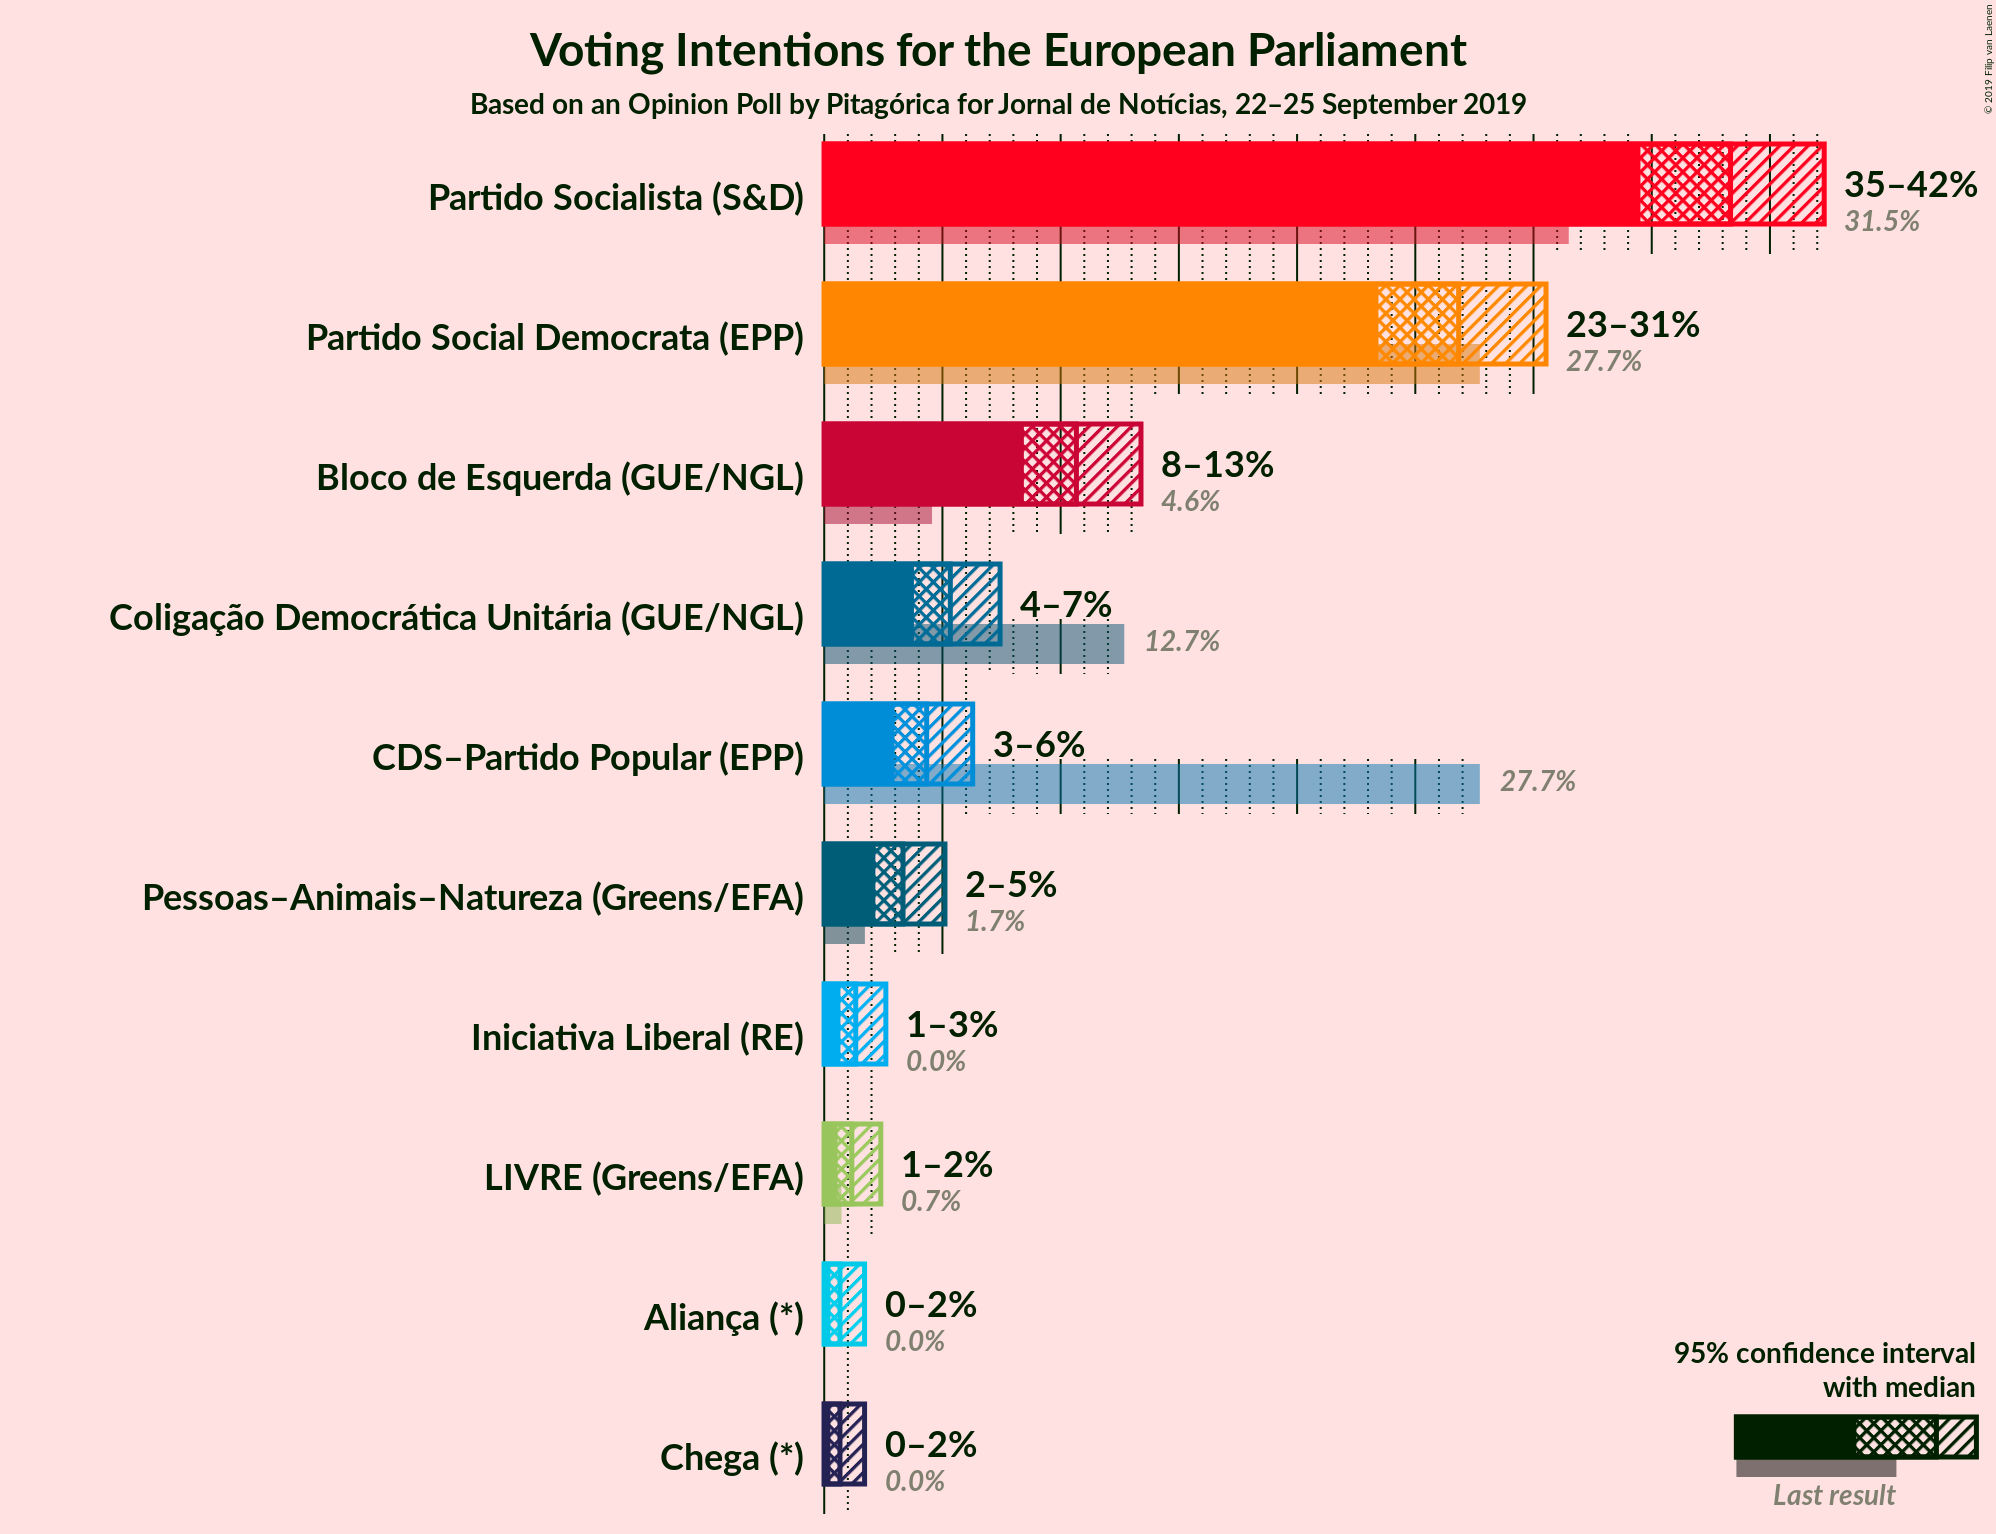 Voting Intentions for the European Parliament
Based on an Opinion Poll by Pitagórica for Jornal de Notícias, 22–25 September 2019
© 2019 Filip van Laenen
Partido Socialista (S&D)
35–42%
31.5%
Partido Social Democrata (EPP)
23–31%
27.7%
Bloco de Esquerda (GUE/NGL)
8–13%
4.6%
Coligação Democrática Unitária (GUE/NGL)
4–7%
12.7%
CDS–Partido Popular (EPP)
3–6%
27.7%
Pessoas–Animais–Natureza (Greens/EFA)
2–5%
1.7%
Iniciativa Liberal (RE)
1–3%
0.0%
LIVRE (Greens/EFA)
1–2%
0.7%
Aliança (*)
0–2%
0.0%
Chega (*)
0–2%
0.0%
95% confidence interval
with median
Last result